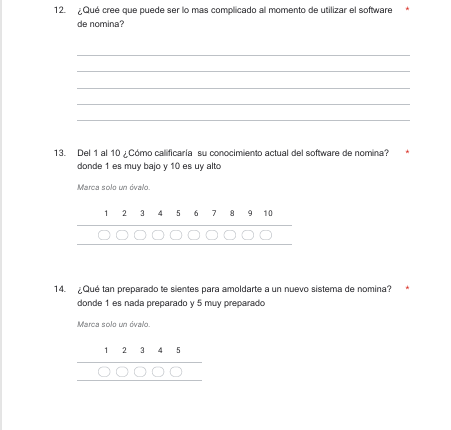 12. ¿Qué cree que puede ser lo mas complicado al momento de utilizar el software *
de nomina?
13. Del 1 al 10 ¿Cómo calificaría su conocimiento actual del software de nomina? *
donde 1 es muy bajo y 10 es uy alto
Marca solo un óvalo.
1 2 3 4 5 6 7 8 9 10
14. ¿Qué tan preparado te sientes para amoldarte a un nuevo sistema de nomina? *
donde 1 es nada preparado y 5 muy preparado
Marca solo un óvalo.
1 2 3 4 5